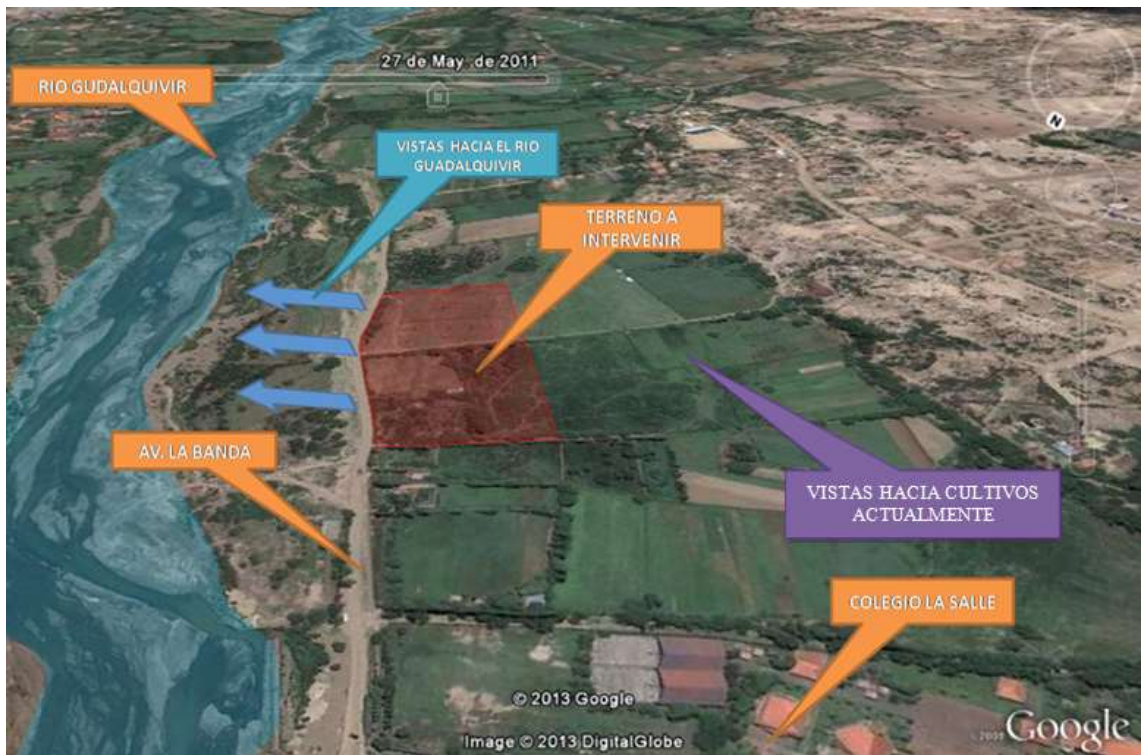 27 de May. de 2011
RIO GUDALQUIVIR
VISTAS HACIA EL RIO
GUADALQUIVIR
TERRENO A
INTERVENIR
AV. LA BANDA
VISTAS HACIA CULTIVOS
ACTUALMENTE
COLEGIO LA SALLE
N
© 2013 Google
Image © 2013 DigitalGlobe
Google